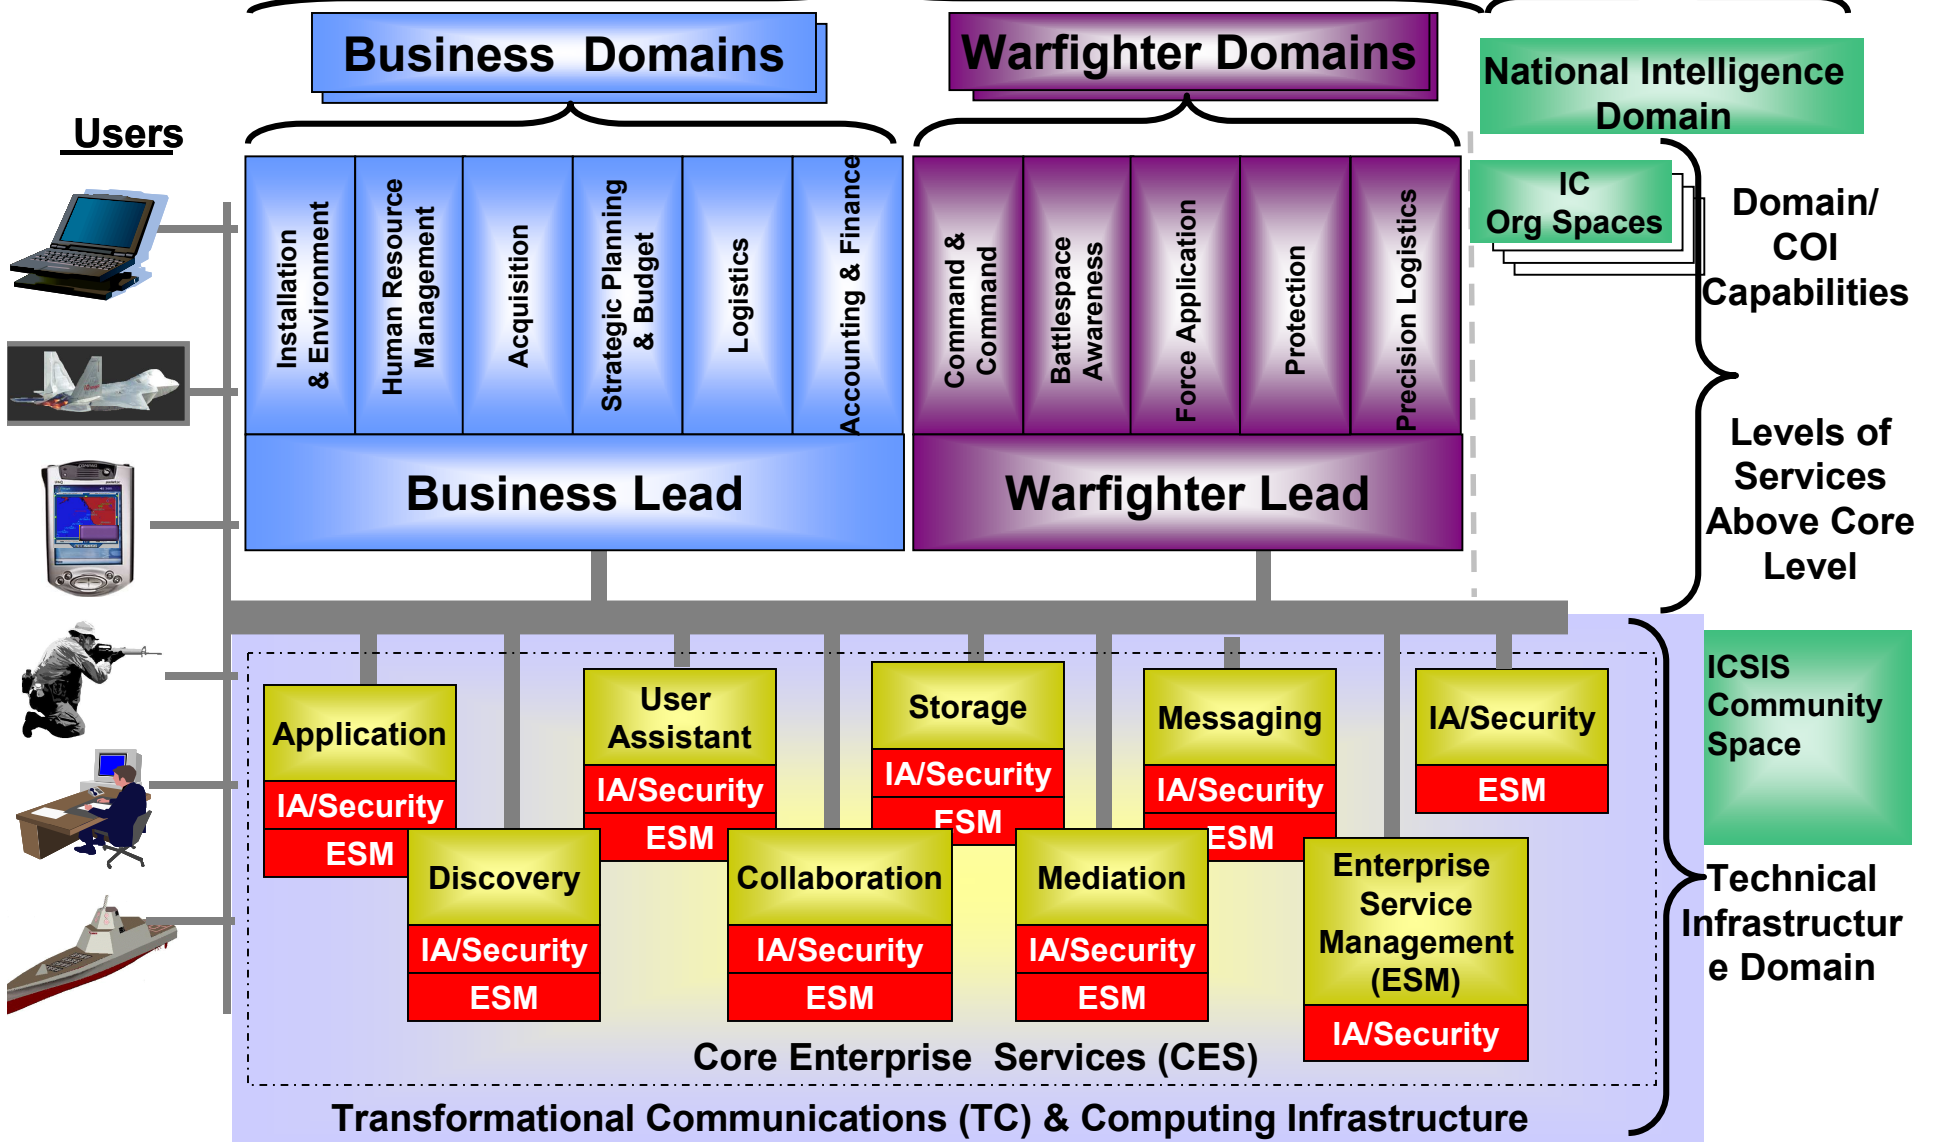 Business Domains
Warfighter Domains
National Intelligence
Domain
Users
Installation
& Environment
Human Resource
Management
Acquisition
Strategic Planning
& Budget
Logistics
Accounting & Finance
Command &
Command
Battlespace
Awareness
Force Application
Protection
Precision Logistics
IC
Org Spaces
Domain/
COI
Capabilities
Business Lead
Warfighter Lead
Levels of
Services
Above Core
Level
Application
IA/Security
ESM
Discovery
IA/Security
ESM
User
Assistant
IA/Security
ESM
Collaboration
IA/Security
ESM
Storage
IA/Security
ESM
Mediation
IA/Security
ESM
Messaging
IA/Security
ESM
Enterprise
Service
Management
(ESM)
IA/Security
IA/Security
ESM
ICSIS
Community
Space
Technical
Infrastructur
e Domain
Core Enterprise Services (CES)
Transformational Communications (TC) & Computing Infrastructure